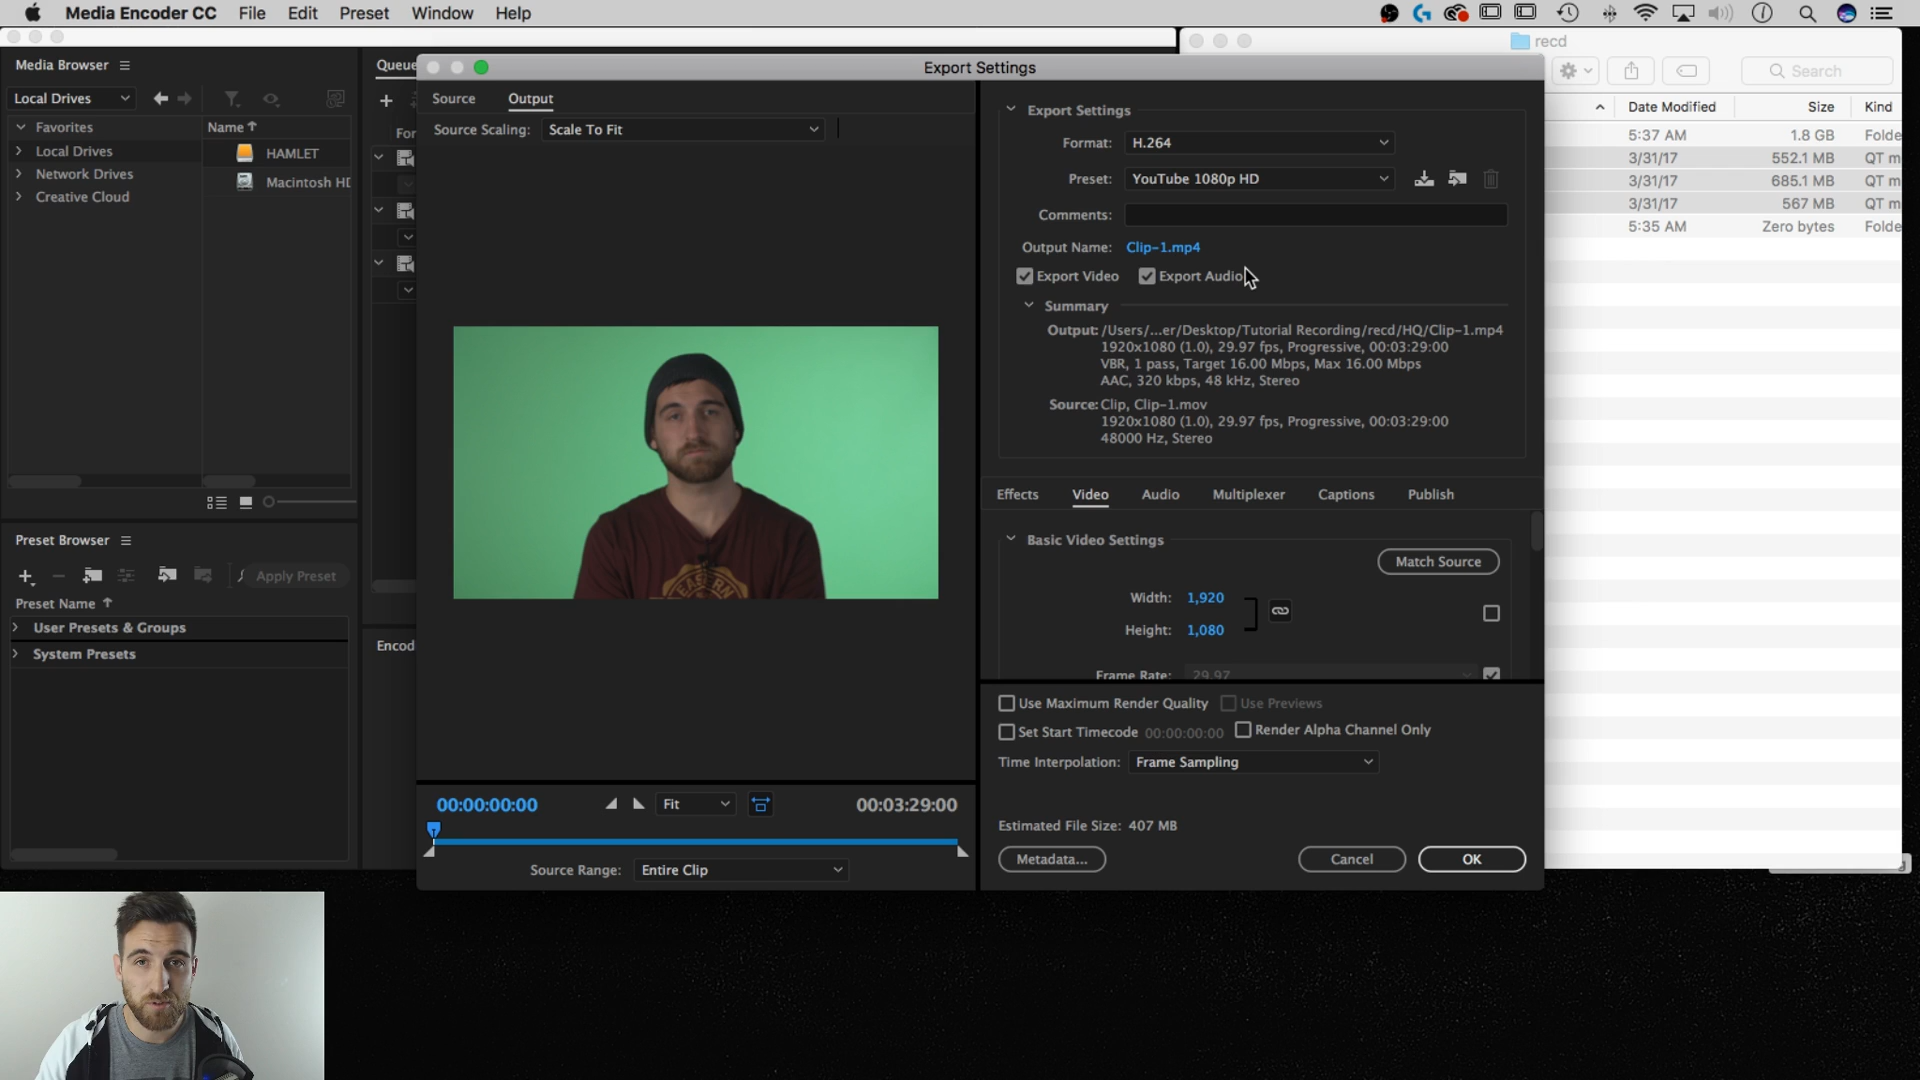 Media Encoder CC File Edit Preset Window Help
recd
Search
Date Modified Size Kind
5:37 AM 1.8 GB Folde
3/31/17 552.1 MB QT m
3/31/17 685.1 MB QT m
3/31/17 567 MB QT m
5:35 AM Zero bytes Folde
Media Browser
Local Drives
Favorites
Local Drives
Network Drives
Creative Cloud
Name
HAMLET
Macintosh HD
Preset Browser
Apply Preset
Preset Name
User Presets & Groups
System Presets
Queue
For
Encod
Export Settings
Source Output
Source Scaling: Scale To Fit
00:00:00:00 Fit 00:03:29:00
Source Range: Entire Clip
Export Settings
Format: H.264
Preset: YouTube 1080p HD
Comments:
Output Name: Clip-1.mp4
Export Video Export Audio
Summary
Output: /Users/...er/Desktop/Tutorial Recording/recd/HQ/Clip-1.mp4
1920x1080 (1.0), 29.97 fps, Progressive, 00:03:29:00
VBR, 1 pass, Target 16.00 Mbps, Max 16.00 Mbps
AAC, 320 kbps, 48 kHz, Stereo
Source: Clip, Clip-1.mov
1920x1080 (1.0), 29.97 fps, Progressive, 00:03:29:00
48000 Hz, Stereo
Effects Video Audio Multiplexer Captions Publish
Basic Video Settings
Match Source
Width: 1,920
Height: 1,080
Frame Rate: 29.97
Use Maximum Render Quality Use Previews
Set Start Timecode 00:00:00:00 Render Alpha Channel Only
Time Interpolation: Frame Sampling
Estimated File Size: 407 MB
Metadata... Cancel OK
EASTERN